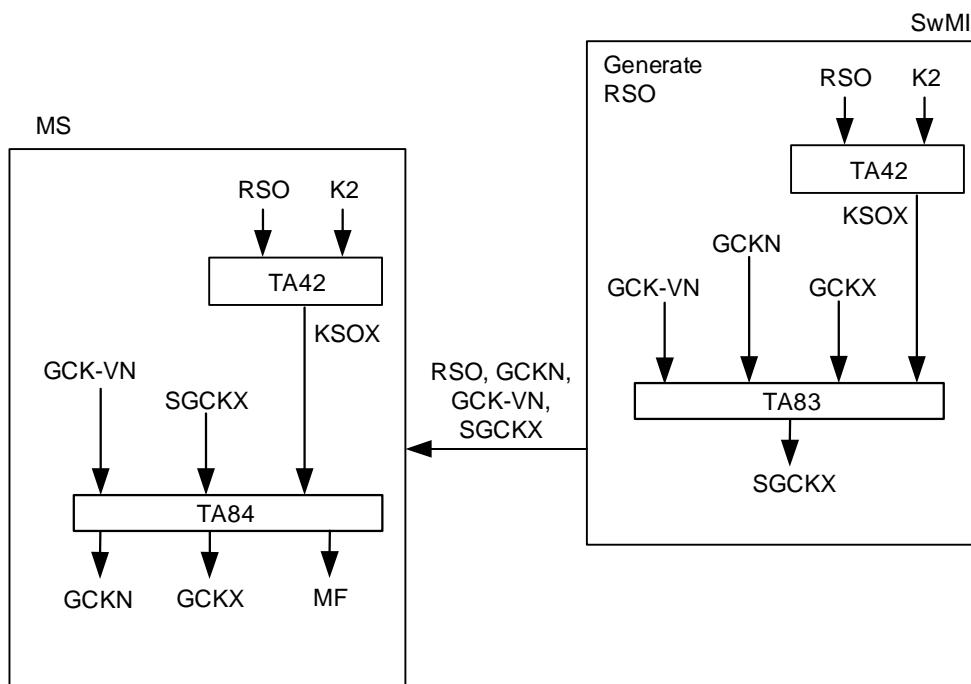 SwMI
Generate
RSO
RSO
K2
TA42
KSOX
GCKN
GCK-VN
GCKX
TA83
SGCKX
RSO, GCKN,
GCK-VN,
SGCKX
MS
RSO
K2
TA42
KSOX
GCK-VN
SGCKX
TA84
GCKN
GCKX
MF